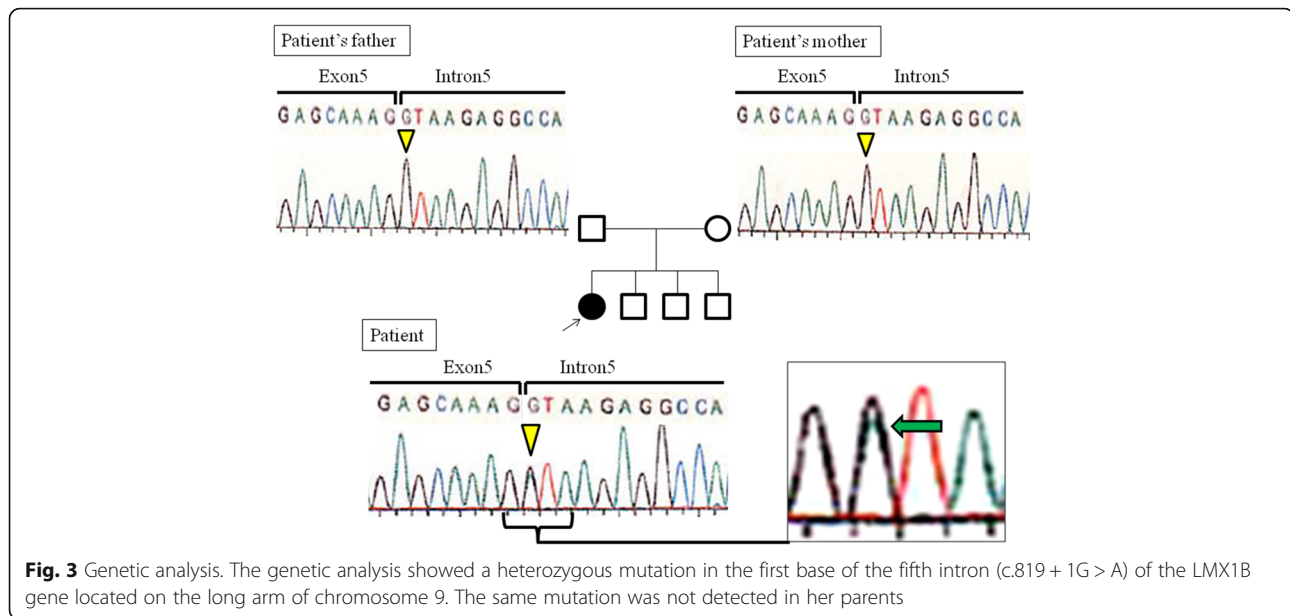 Patient's father
Patient's mother
Exon5 Intron5
Exon5 Intron5
GAGCAAAGGTAAGAGGCCA
GAGCAAAGGTAAGAGGCCA
Patient
Exon5 Intron5
GAGCAAAGGTAAGAGGCCA
Fig. 3 Genetic analysis. The genetic analysis showed a heterozygous mutation in the first base of the fifth intron (c.819 + 1G > A) of the LMX1B
gene located on the long arm of chromosome 9. The same mutation was not detected in her parents